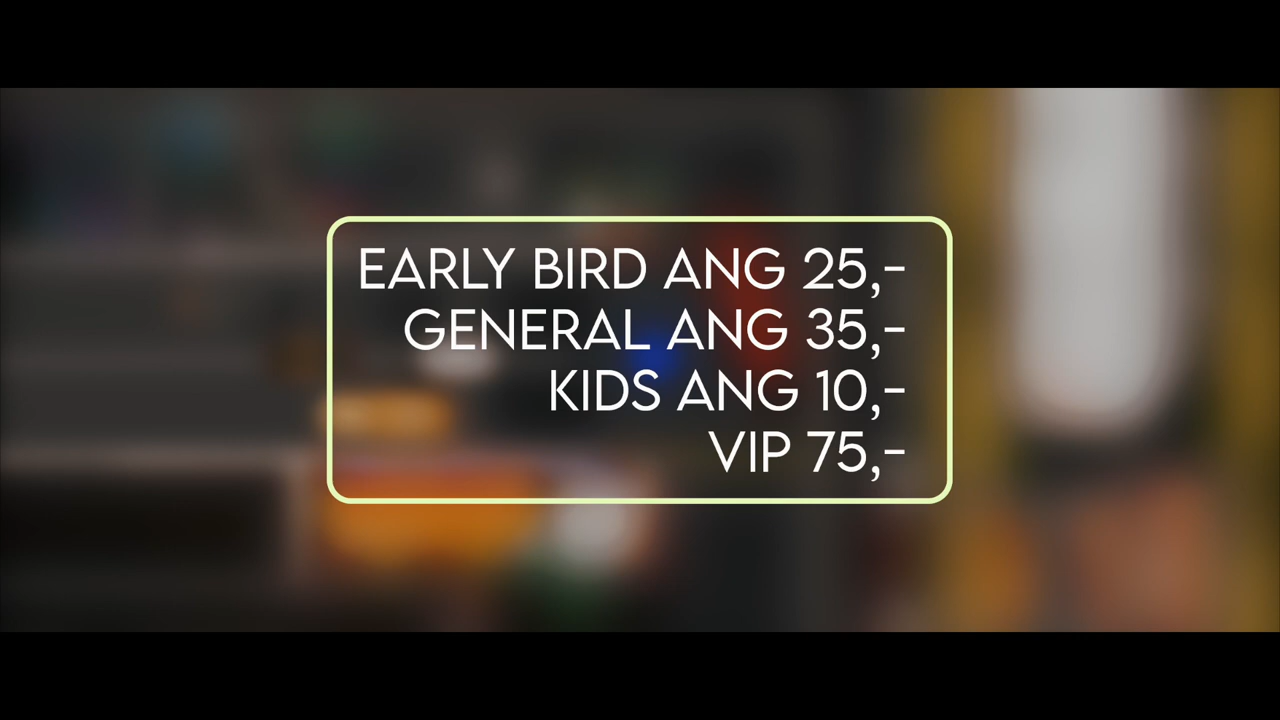 EARLY BIRD ANG 25,-
GENERAL ANG 35,-
KIDS ANG 10,-
VIP 75,-